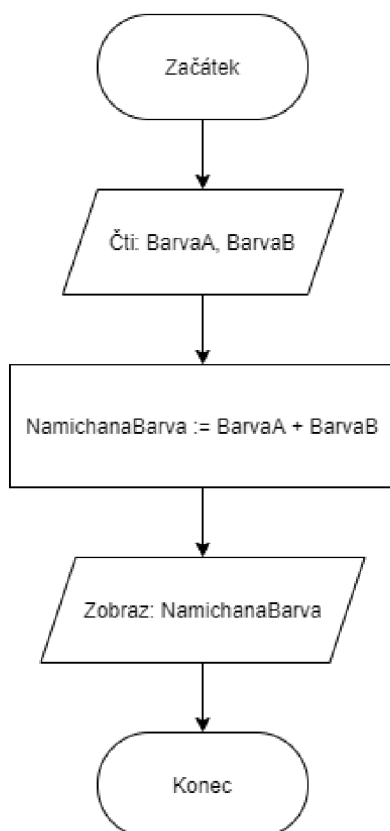 Začátek
Čti: BarvaA, BarvaB
NamichanaBarva := BarvaA + BarvaB
Zobraz: NamichanaBarva
Konec